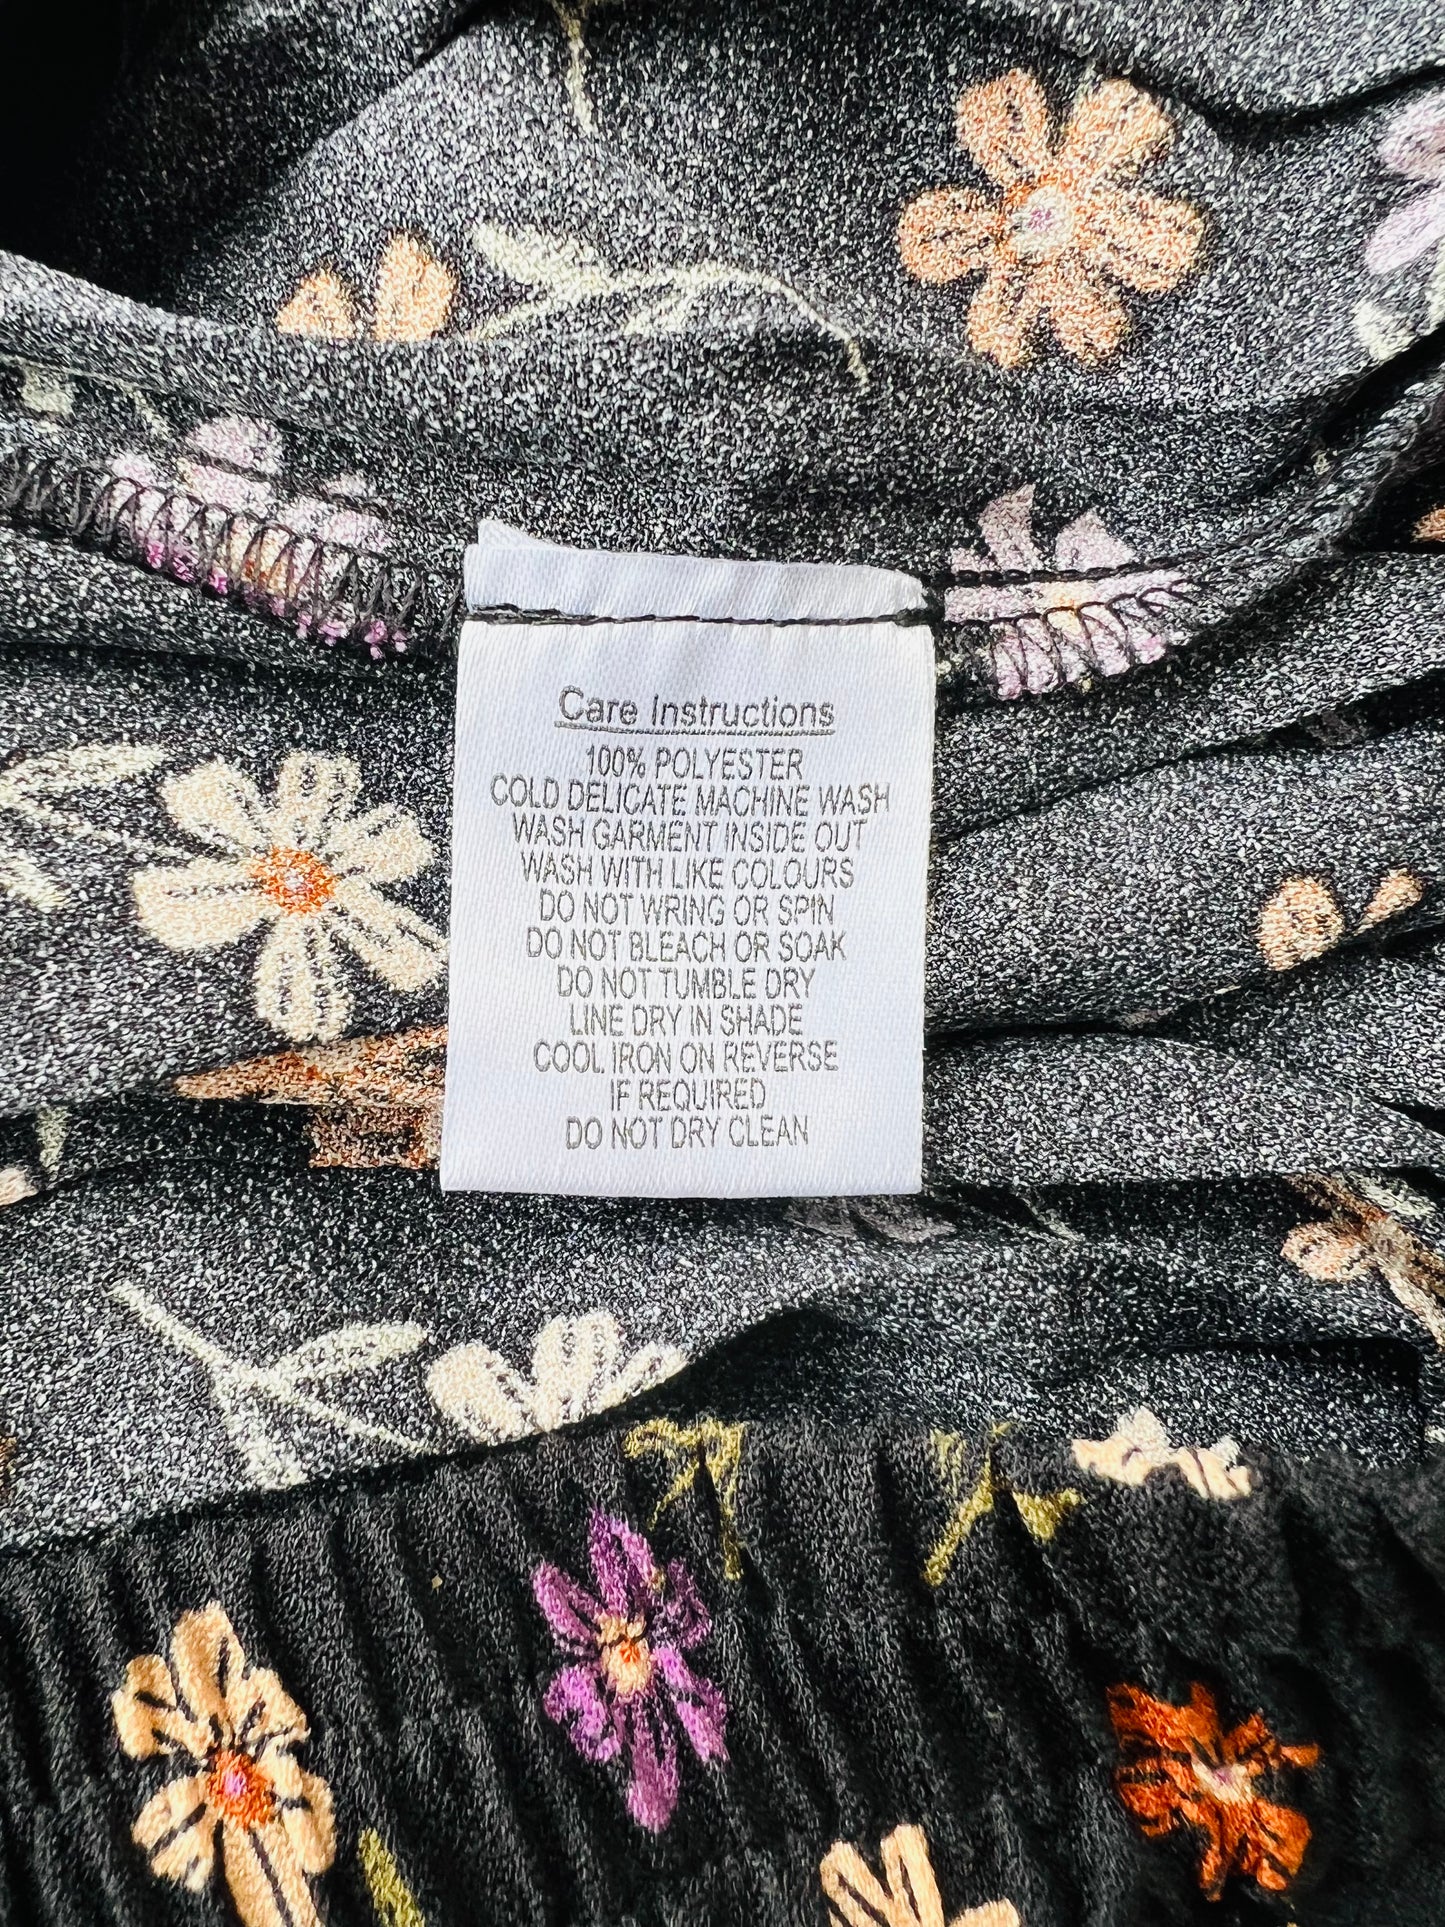 Care Instructions
100% POLYESTER
COLD DELICATE MACHINE WASH
WASH GARMENT INSIDE OUT
WASH WITH LIKE COLOURS
DO NOT WRING OR SPIN
DO NOT BLEACH OR SOAK
DO NOT TUMBLE DRY
LINE DRY IN SHADE
COOL IRON ON REVERSE
IF REQUIRED
DO NOT DRY CLEAN